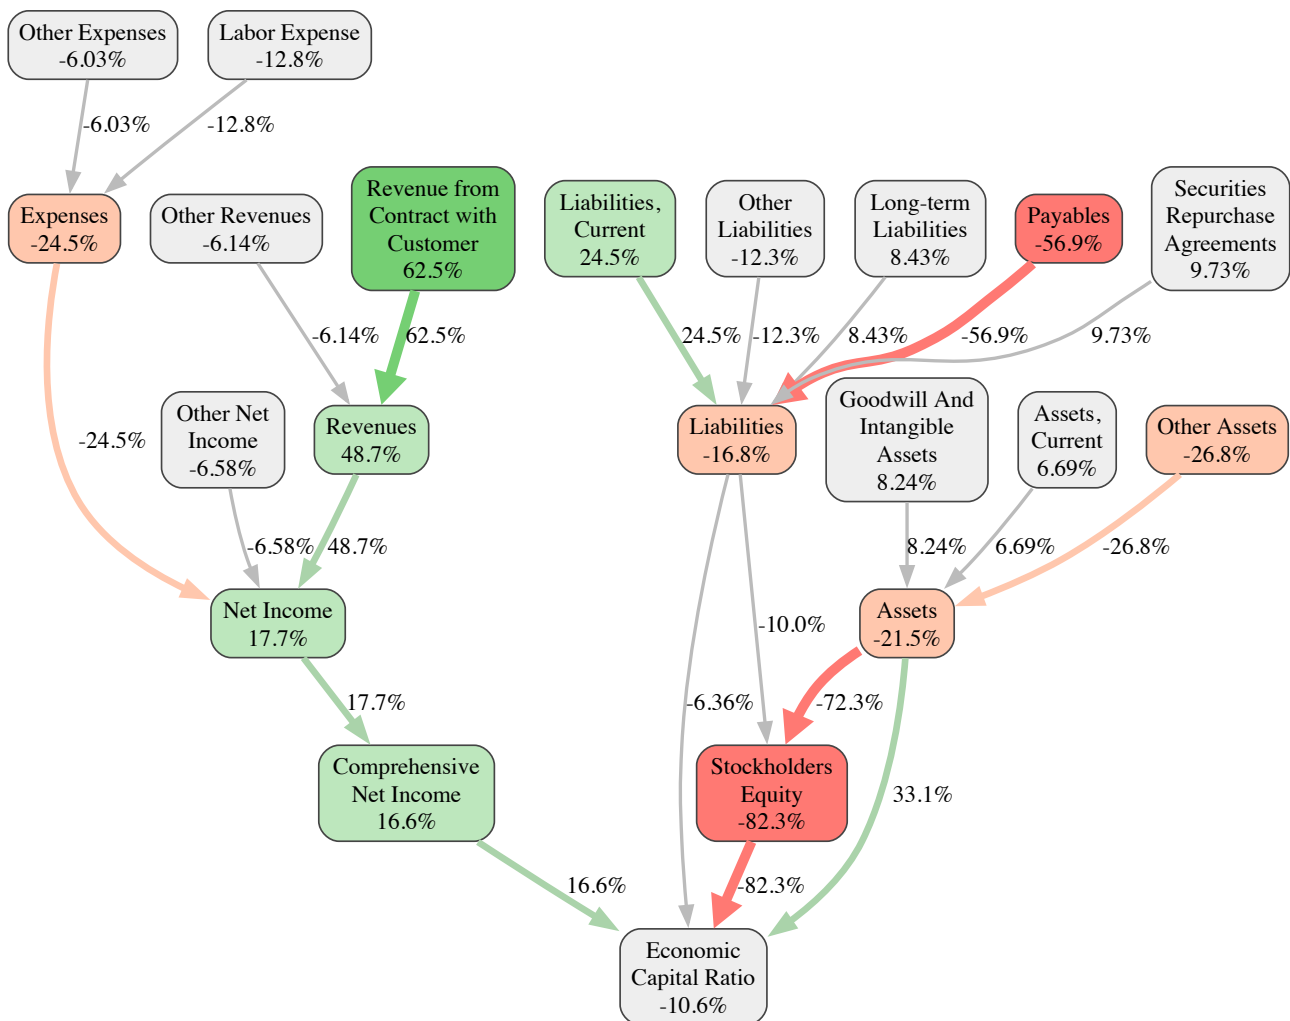 Other Expenses
-6.03%
Labor Expense
-12.8%
-6.03%
-12.8%
Expenses
-24.5%
Other Revenues
-6.14%
Revenue from
Contract with
Customer
62.5%
Liabilities,
Current
24.5%
Other
Liabilities
-12.3%
Long-term
Liabilities
8.43%
Payables
-56.9%
Securities
Repurchase
Agreements
9.73%
-6.14%
62.5%
24.5%
-12.3%
8.43%
-56.9%
9.73%
-24.5%
Other Net
Income
-6.58%
Revenues
48.7%
Liabilities
-16.8%
Goodwill And
Intangible
Assets
8.24%
Assets,
Current
6.69%
Other Assets
-26.8%
-6.58%
48.7%
8.24%
6.69%
-26.8%
Net Income
17.7%
-10.0%
Assets
-21.5%
17.7%
-6.36%
-72.3%
Comprehensive
Net Income
16.6%
Stockholders
Equity
-82.3%
33.1%
16.6%
-82.3%
Economic
Capital Ratio
-10.6%